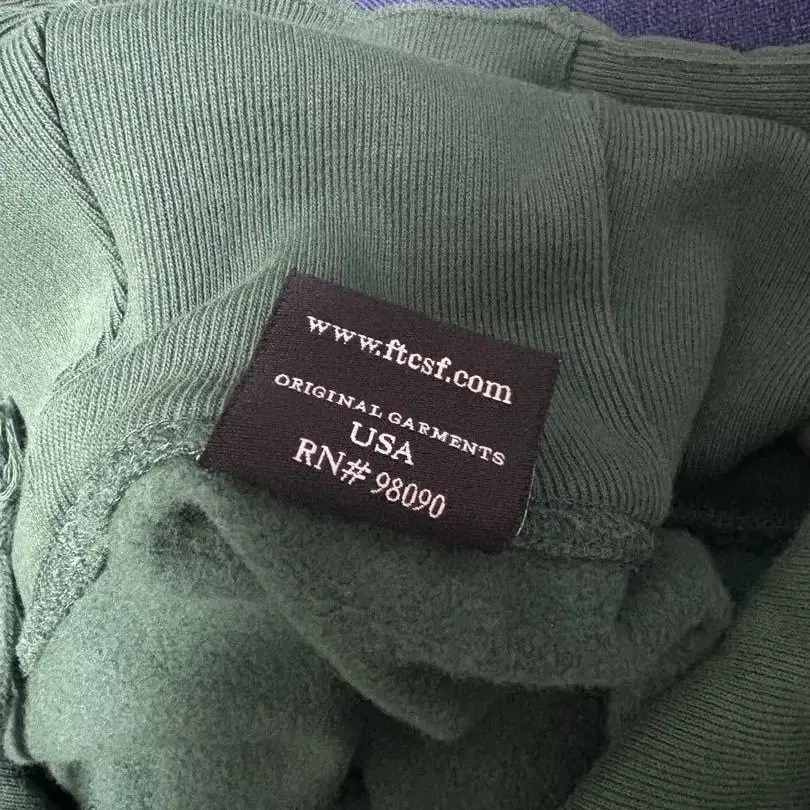 www.ftcsf.com
ORIGINAL GARMENTS
USA
RN# 98090